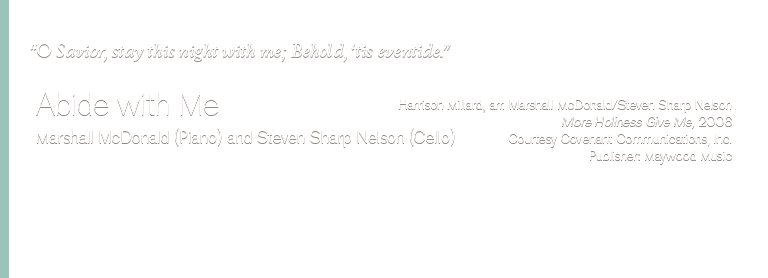 “O Savior, stay this night with me; Behold, ’tis eventide.”
Abide with Me
Marshall McDonald (Piano) and Steven Sharp Nelson (Cello)
Harrison Millard, arr. Marshall McDonald/Steven Sharp Nelson
More Holiness Give Me, 2008
Courtesy Covenant Communications, Inc.
Publisher: Maywood Music